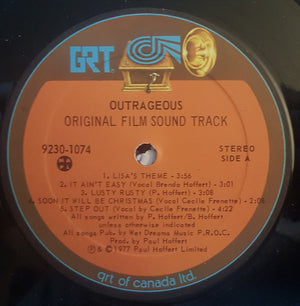 GRT
OUTRAGEOUS
ORIGINAL FILM SOUND TRACK
9230-1074
STEREO
SIDE A
1. LISA'S THEME - 3:56
2. IT AIN'T EASY (Vocal Brenda Hoffert) - 3:01
3. LUSTY RUSTY (P. Hoffert) - 3:08
4. SOON IT WILL BE CHRISTMAS (Vocal Cecile Frenette) - 3:01
5. STEP OUT (Vocal by Cecile Frenette) - 4:22
All songs written by P. Hoffert/B. Hoffert
unless otherwise indicated
All songs Pub. by Wet Dreams Music P.R.O.C.
Prod. by Paul Hoffert
℗ & © 1977 Paul Hoffert Limited
grt of canada ltd.